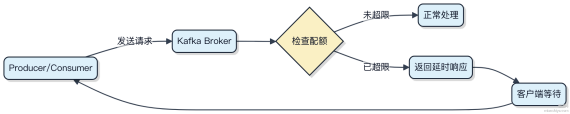 Producer/Consumer
发送请求
Kafka Broker
检查配额
未超限
正常处理
已超限
返回延时响应
客户端等待